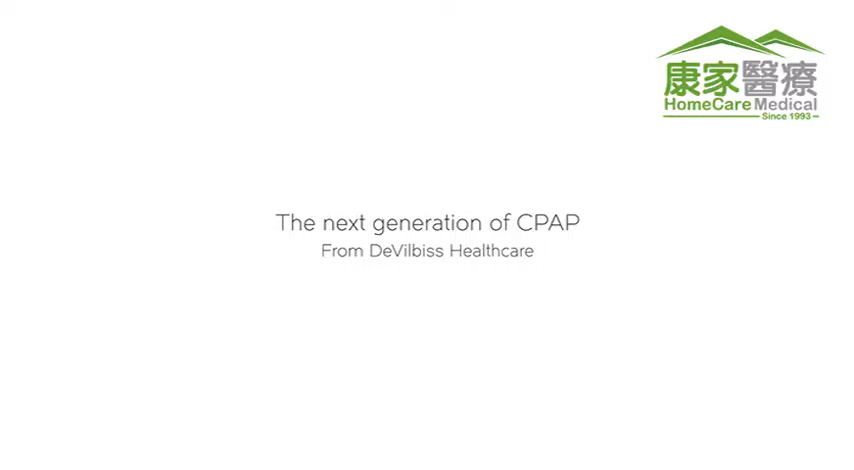 康家醫療
HomeCare Medical
Since 1993
The next generation of CPAP
From DeVilbiss Healthcare